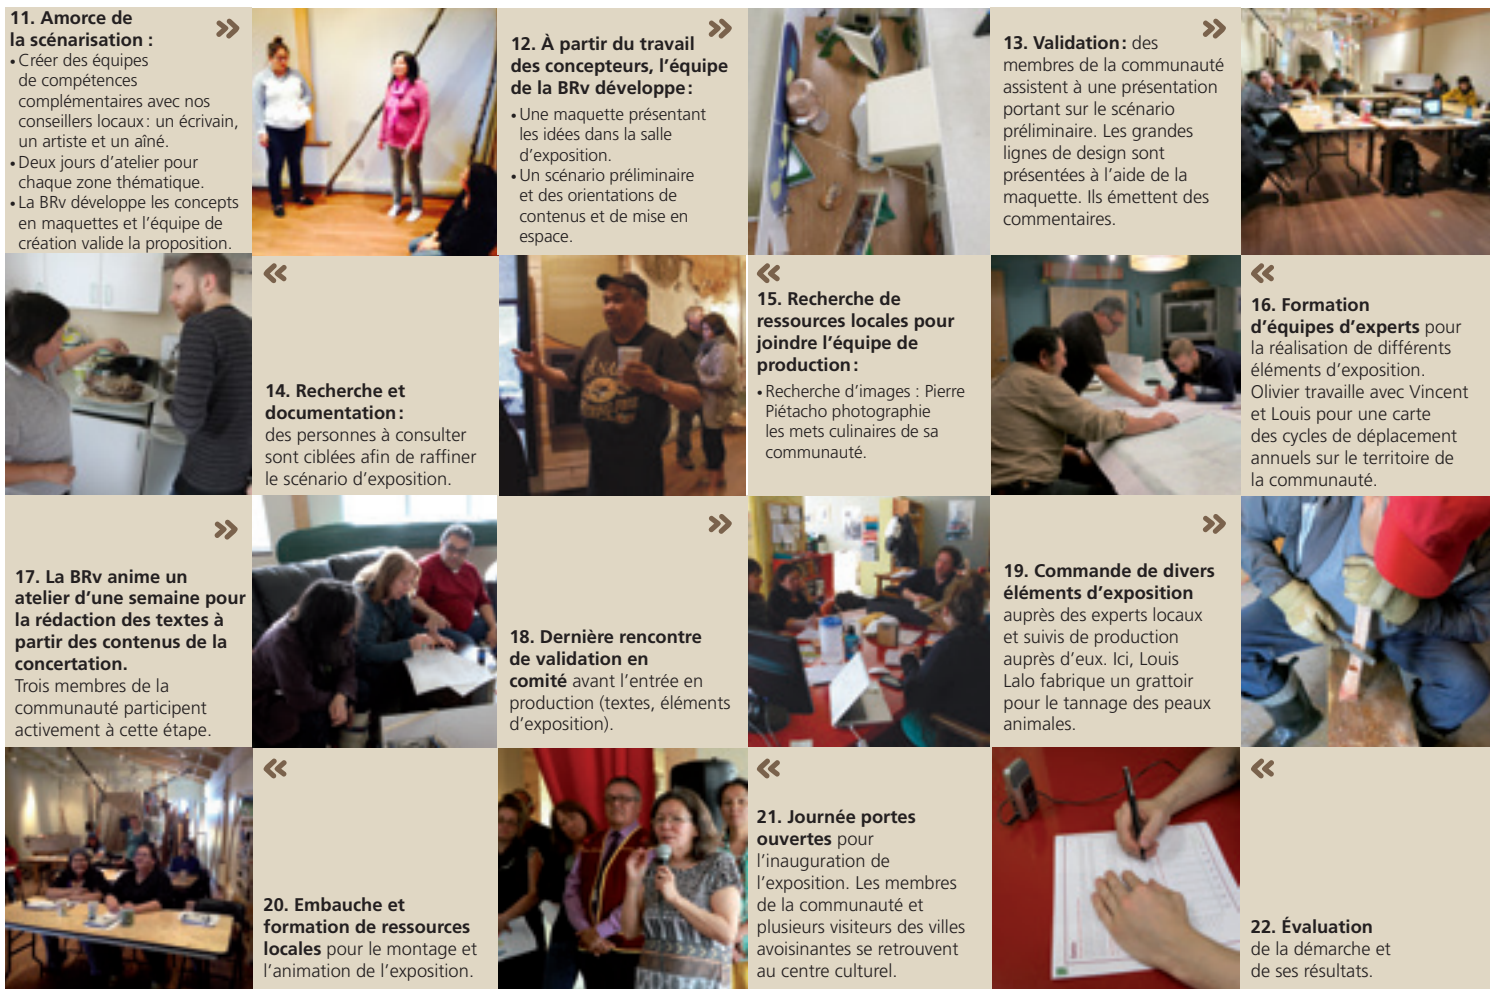 11. Amorce de
la scénarisation :
• Créer des équipes
de compétences
complémentaires avec nos
conseillers locaux : un écrivain,
un artiste et un aîné.
• Deux jours d'atelier pour
chaque zone thématique.
• La BRv développe les concepts
en maquettes et l'équipe de
création valide la proposition.
»
12. À partir du travail
des concepteurs, l'équipe
de la BRv développe :
• Une maquette présentant
les idées dans la salle
d'exposition.
• Un scénario préliminaire
et des orientations de
contenus et de mise en
espace.
»
13. Validation : des
membres de la communauté
assistent à une présentation
portant sur le scénario
préliminaire. Les grandes
lignes de design sont
présentées à l'aide de la
maquette. Ils émettent des
commentaires.
»
«
14. Recherche et
documentation :
des personnes à consulter
sont ciblées afin de raffiner
le scénario d'exposition.
«
15. Recherche de
ressources locales pour
joindre l'équipe de
production :
• Recherche d'images : Pierre
Piétacho photographie
les mets culinaires de sa
communauté.
«
16. Formation
d'équipes d'experts pour
la réalisation de différents
éléments d'exposition.
Olivier travaille avec Vincent
et Louis pour une carte
des cycles de déplacement
annuels sur le territoire de
la communauté.
»
17. La BRv anime un
atelier d'une semaine pour
la rédaction des textes à
partir des contenus de la
concertation.
Trois membres de la
communauté participent
activement à cette étape.
»
18. Dernière rencontre
de validation en
comité avant l'entrée en
production (textes, éléments
d'exposition).
»
19. Commande de divers
éléments d'exposition
auprès des experts locaux
et suivis de production
auprès d'eux. Ici, Louis
Lalo fabrique un grattoir
pour le tannage des peaux
animales.
«
20. Embauche et
formation de ressources
locales pour le montage et
l'animation de l'exposition.
«
21. Journée portes
ouvertes pour
l'inauguration de
l'exposition. Les membres
de la communauté et
plusieurs visiteurs des villes
avoisinantes se retrouvent
au centre culturel.
«
22. Évaluation
de la démarche et
de ses résultats.